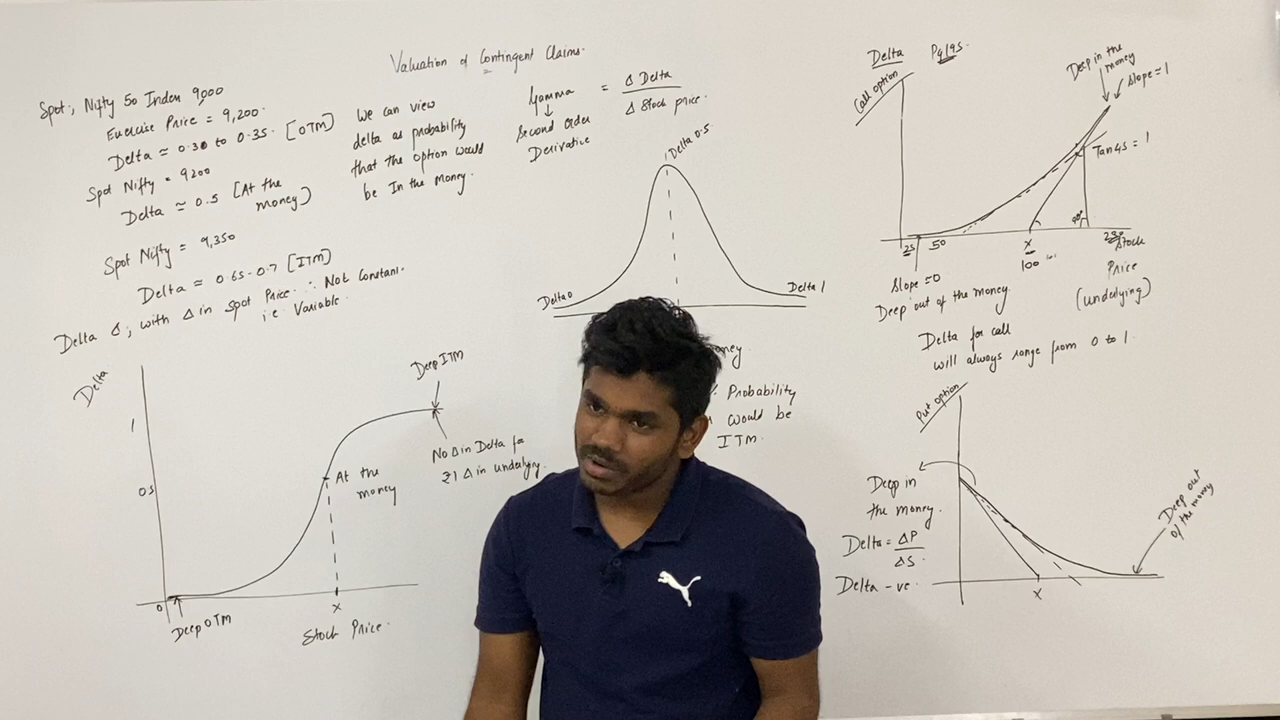 Valuation of Contingent Claims.
Spot, Nifty 50 Index 9000
Exercise Price = 9,200.
Delta ≃ 0.30 to 0.35. [OTM]
Spot Nifty = 9200
Delta ≃ 0.5 [At the
money]
Spot Nifty = 9,350
Delta ≃ 0.65-0.7 [ITM]
Delta Δ, with Δ in Spot Price. ∴ Not Constant.
i.e. Variable.
We can view
delta as probability
that the option would
be In the money.
Gamma = Δ Delta
Δ Stock price.
↓
Second order
Derivative
Delta 0.5
Delta 0
Delta 1
oney
Probability
would be
ITM.
Delta
1
0.5
0
Deep ITM
At the
money
No Δ in Delta for
₹1 Δ in underlying.
Deep OTM
X
Stock Price.
Delta Pg 195.
Call option
Deep in the
money
Slope = 1
Tan 45 = 1
25
50
X
100
Stock
Price
(underlying)
Slope = 0
Deep out of the money.
Delta for call
will always range from 0 to 1.
Put option
Deep in
the money.
Delta = ΔP
ΔS.
Delta -ve.
X
Deep out
of the money